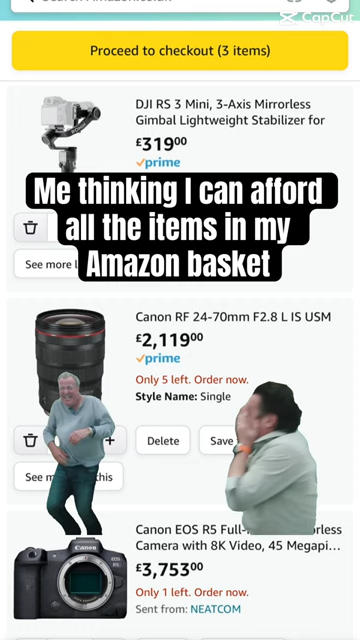 CapCut
Proceed to checkout (3 items)
DJI RS 3 Mini, 3-Axis Mirrorless
Gimbal Lightweight Stabilizer for
£319.00
prime
Me thinking I can afford
all the items in my
Amazon basket
See more l
Canon RF 24-70mm F2.8 L IS USM
£2,119.00
prime
Only 5 left. Order now.
Style Name: Single
+
Delete
Save
See m this
Canon EOS R5 Full-
Camera with 8K Video, 45 Megapi...
£3,753.00
Only 1 left. Order now.
Sent from: NEATCOM
Canon